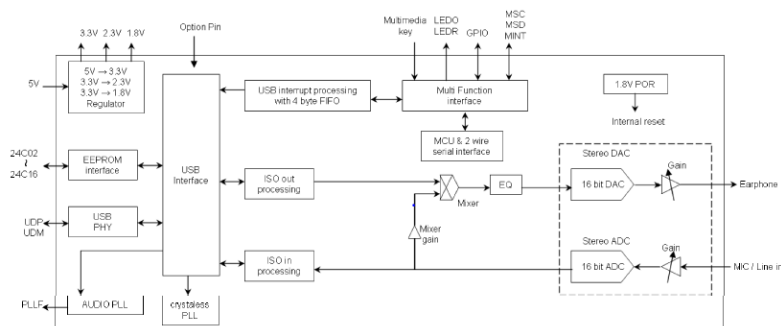 3.3V 2.3V 1.8V
Option Pin
Multimedia
key
LEDO
LEDR
GPIO
MSC
MSD
MINT
5V
5V→3.3V
3.3V→2.3V
3.3V→1.8V
Regulator
USB interrupt processing
with 4 byte FIFO
Multi Function
interface
1.8V POR
Internal reset
MCU & 2 wire
serial interface
24C02
~
24C16
EEPROM
interface
USB
Interface
ISO out
processing
Mixer
EQ
Stereo DAC
16 bit DAC
Gain
Earphone
UDP
UDM
USB
PHY
Mixer
gain
Stereo ADC
ISO in
processing
16 bit ADC
Gain
MIC / Line in
PLLF
AUDIO PLL
crystaless
PLL